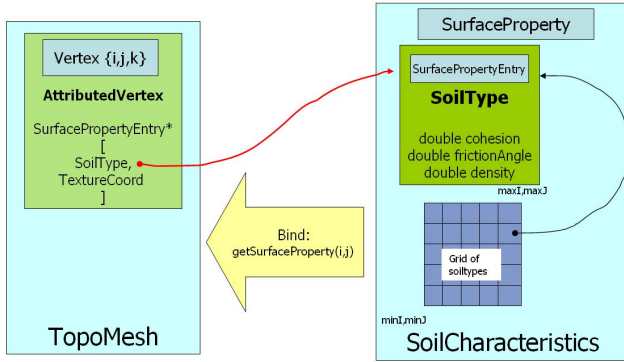 Vertex {i,j,k}
AttributedVertex
SurfacePropertyEntry*
[
SoilType,
TextureCoord
]
TopoMesh
Bind:
getSurfaceProperty(i,j)
SurfaceProperty
SurfacePropertyEntry
SoilType
double cohesion
double frictionAngle
double density
maxI,maxJ
Grid of
soiltypes
minI,minJ
SoilCharacteristics